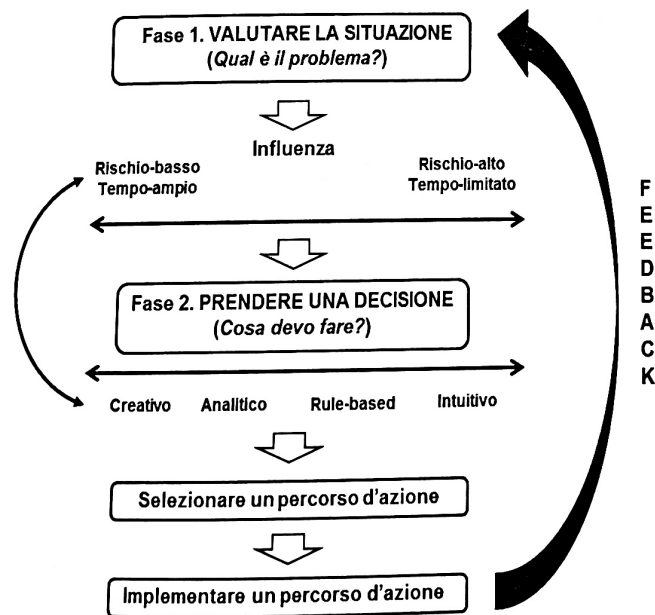 Fase 1. VALUTARE LA SITUAZIONE
(Qual è il problema?)
Influenza
Rischio-basso
Tempo-ampio
Rischio-alto
Tempo-limitato
Fase 2. PRENDERE UNA DECISIONE
(Cosa devo fare?)
Creativo Analitico Rule-based Intuitivo
Selezionare un percorso d'azione
Implementare un percorso d'azione
FEEDBACK